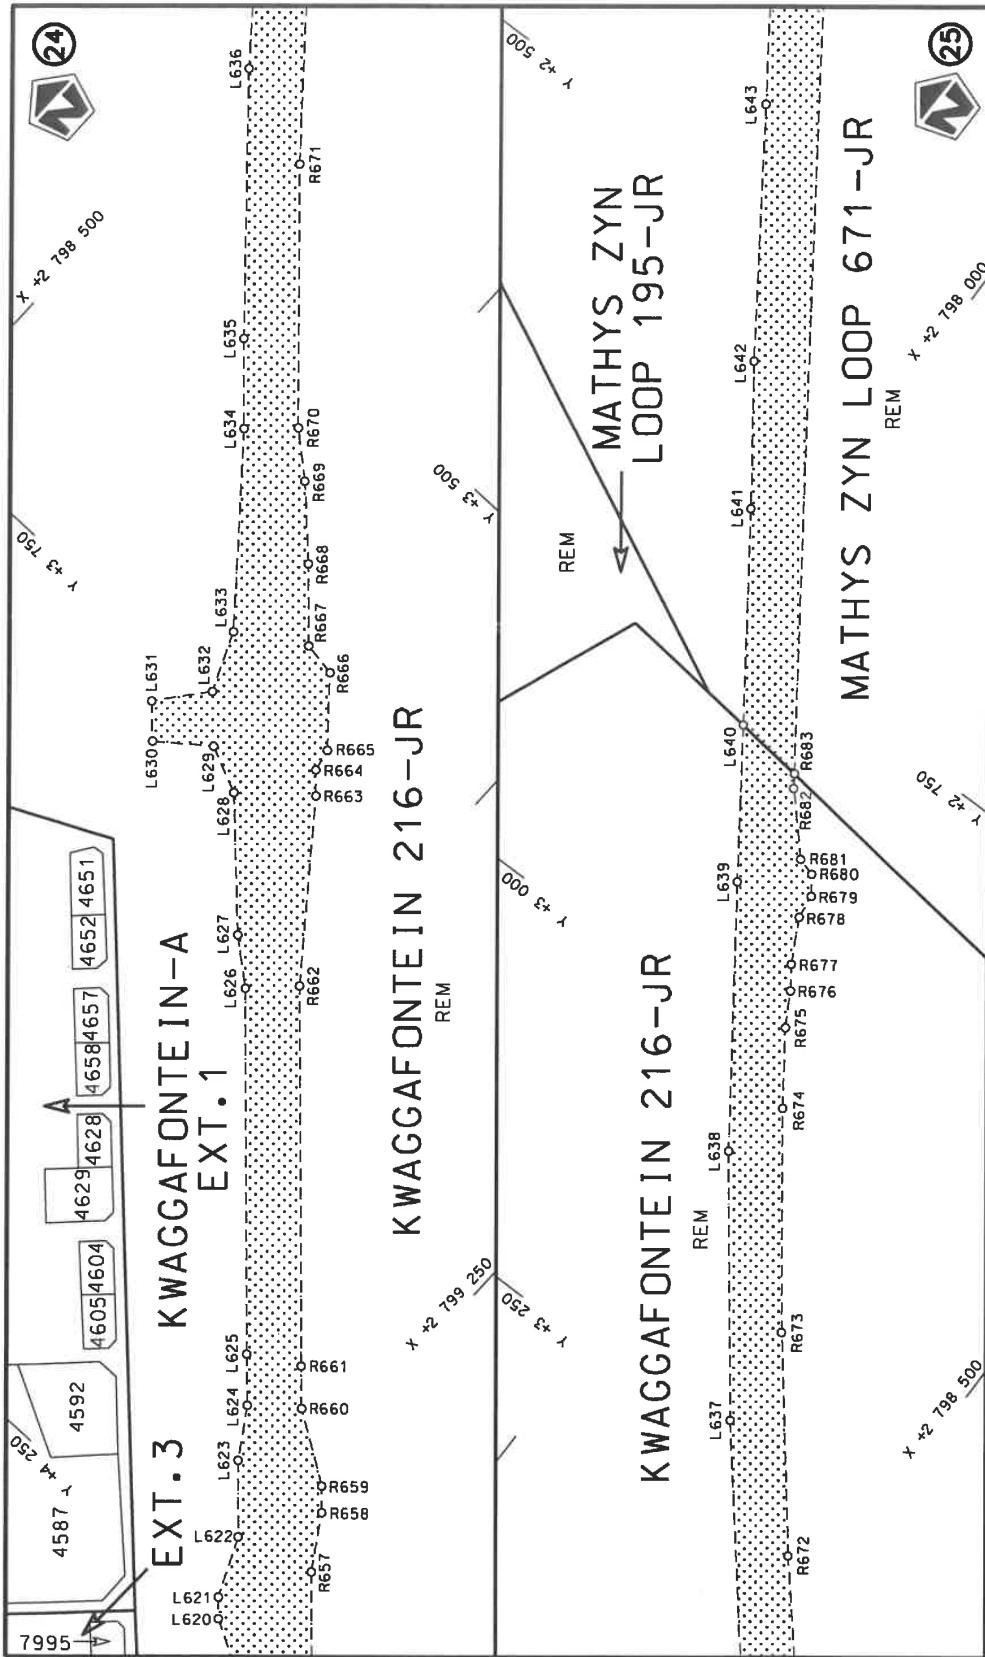 24
X +2 798 500
Y +3 750
Y +3 500
L636
R671
L635
L634
R670
R669
R668
L633
R667
L632
L631
R666
L630
L629
R665
R664
L628
R663
L627
L626
R662
L625
R661
L624
R660
L623
R659
R658
L622
R657
L621
L620
KWAGGAFONTEIN 216-JR
REM
X +2 799 250
KWAGGAFONTEIN-A
EXT.1
EXT.3
4651
4652
4657
4658
4628
4629
4604
4605
4592
4587
Y +4 250
7995
25
Y +2 500
L643
MATHYS ZYN
LOOP 195-JR
REM
MATHYS ZYN LOOP 671-JR
REM
X +2 798 000
L642
L641
L640
R683
R682
Y +2 750
R681
R680
R679
R678
L639
R677
R676
R675
R674
L638
Y +3 000
KWAGGAFONTEIN 216-JR
REM
Y +3 250
R673
L637
X +2 798 500
R672